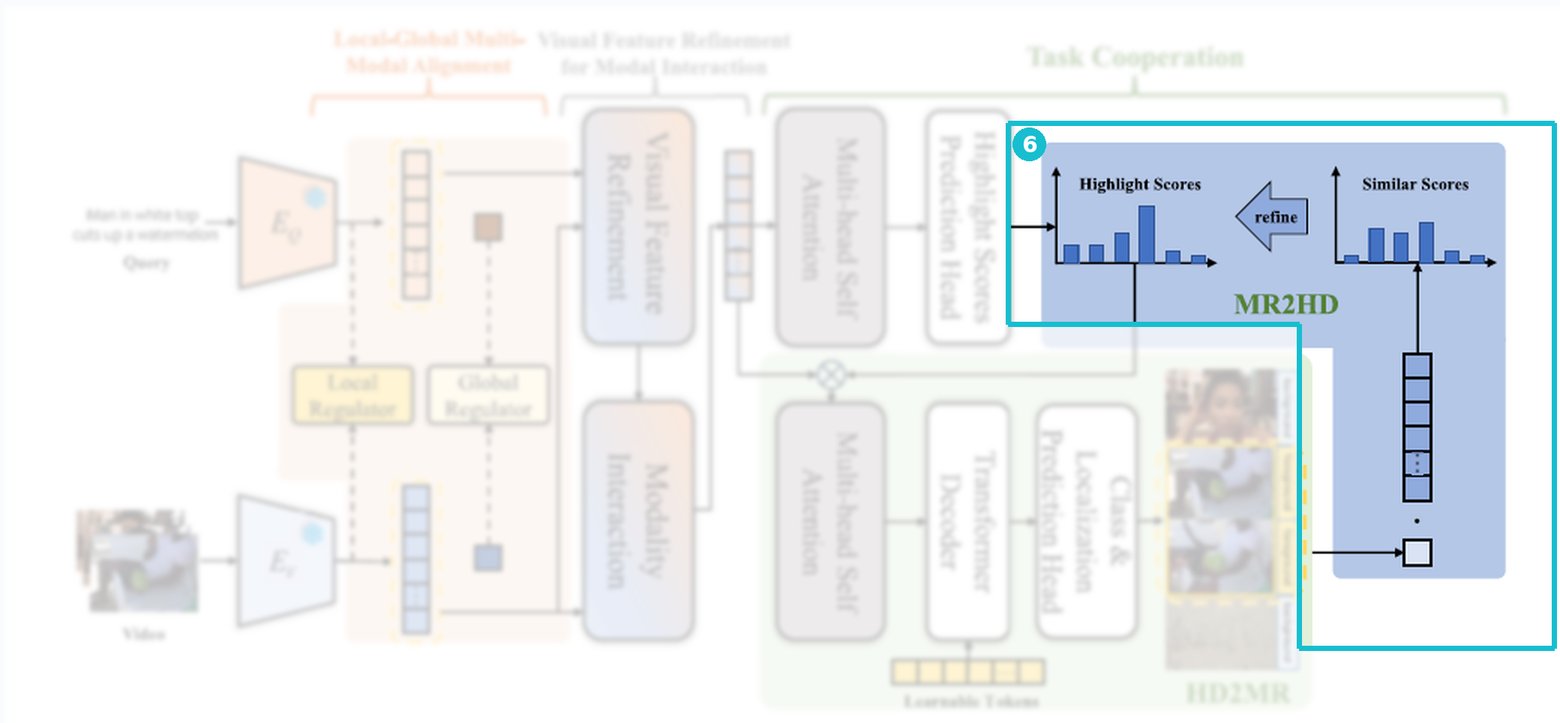 Local-Global Multi-
Modal Alignment
Visual Feature Refinement
for Modal Interaction
Task Cooperation
6
Highlight Scores
refine
Similar Scores
MR2HD
Visual Feature
Refinement
Multi-head Self
Attention
Highlight Scores
Prediction Head
Man in white top
cuts up a watermelon
Query
E_Q
Local
Regulator
Global
Regulator
Modality
Interaction
Multi-head Self
Attention
Transformer
Decoder
Class &
Localization
Prediction Head
Video
Learnable Tokens
HD2MR